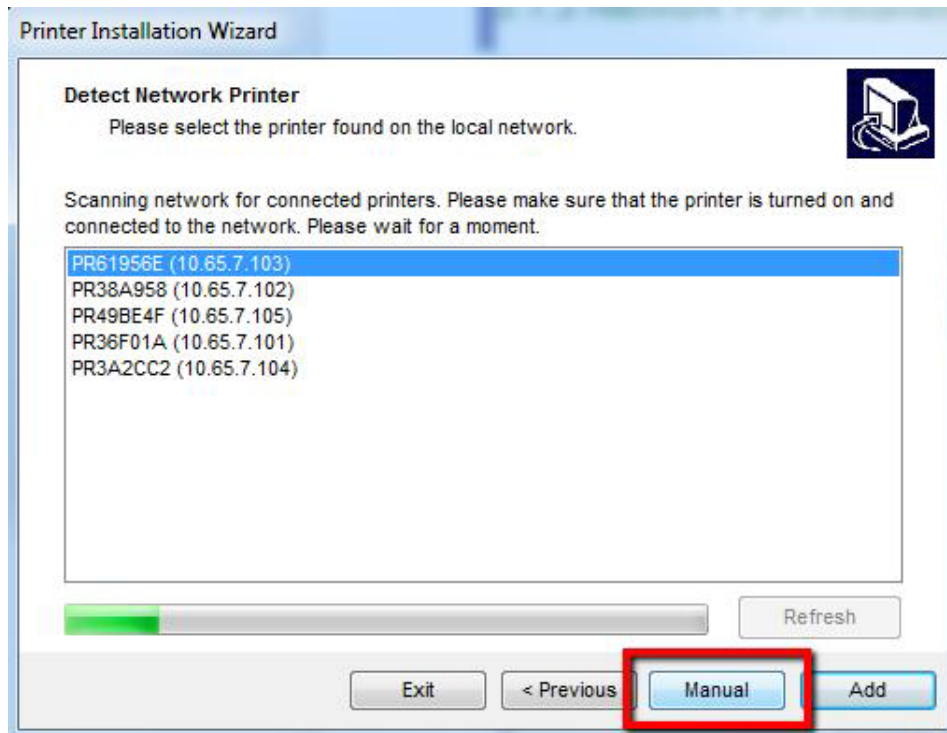 Printer Installation Wizard
Detect Network Printer
Please select the printer found on the local network.
Scanning network for connected printers. Please make sure that the printer is turned on and
connected to the network. Please wait for a moment.
PR61956E (10.65.7.103)
PR38A958 (10.65.7.102)
PR49BE4F (10.65.7.105)
PR36F01A (10.65.7.101)
PR3A2CC2 (10.65.7.104)
Refresh
Exit
< Previous
Manual
Add